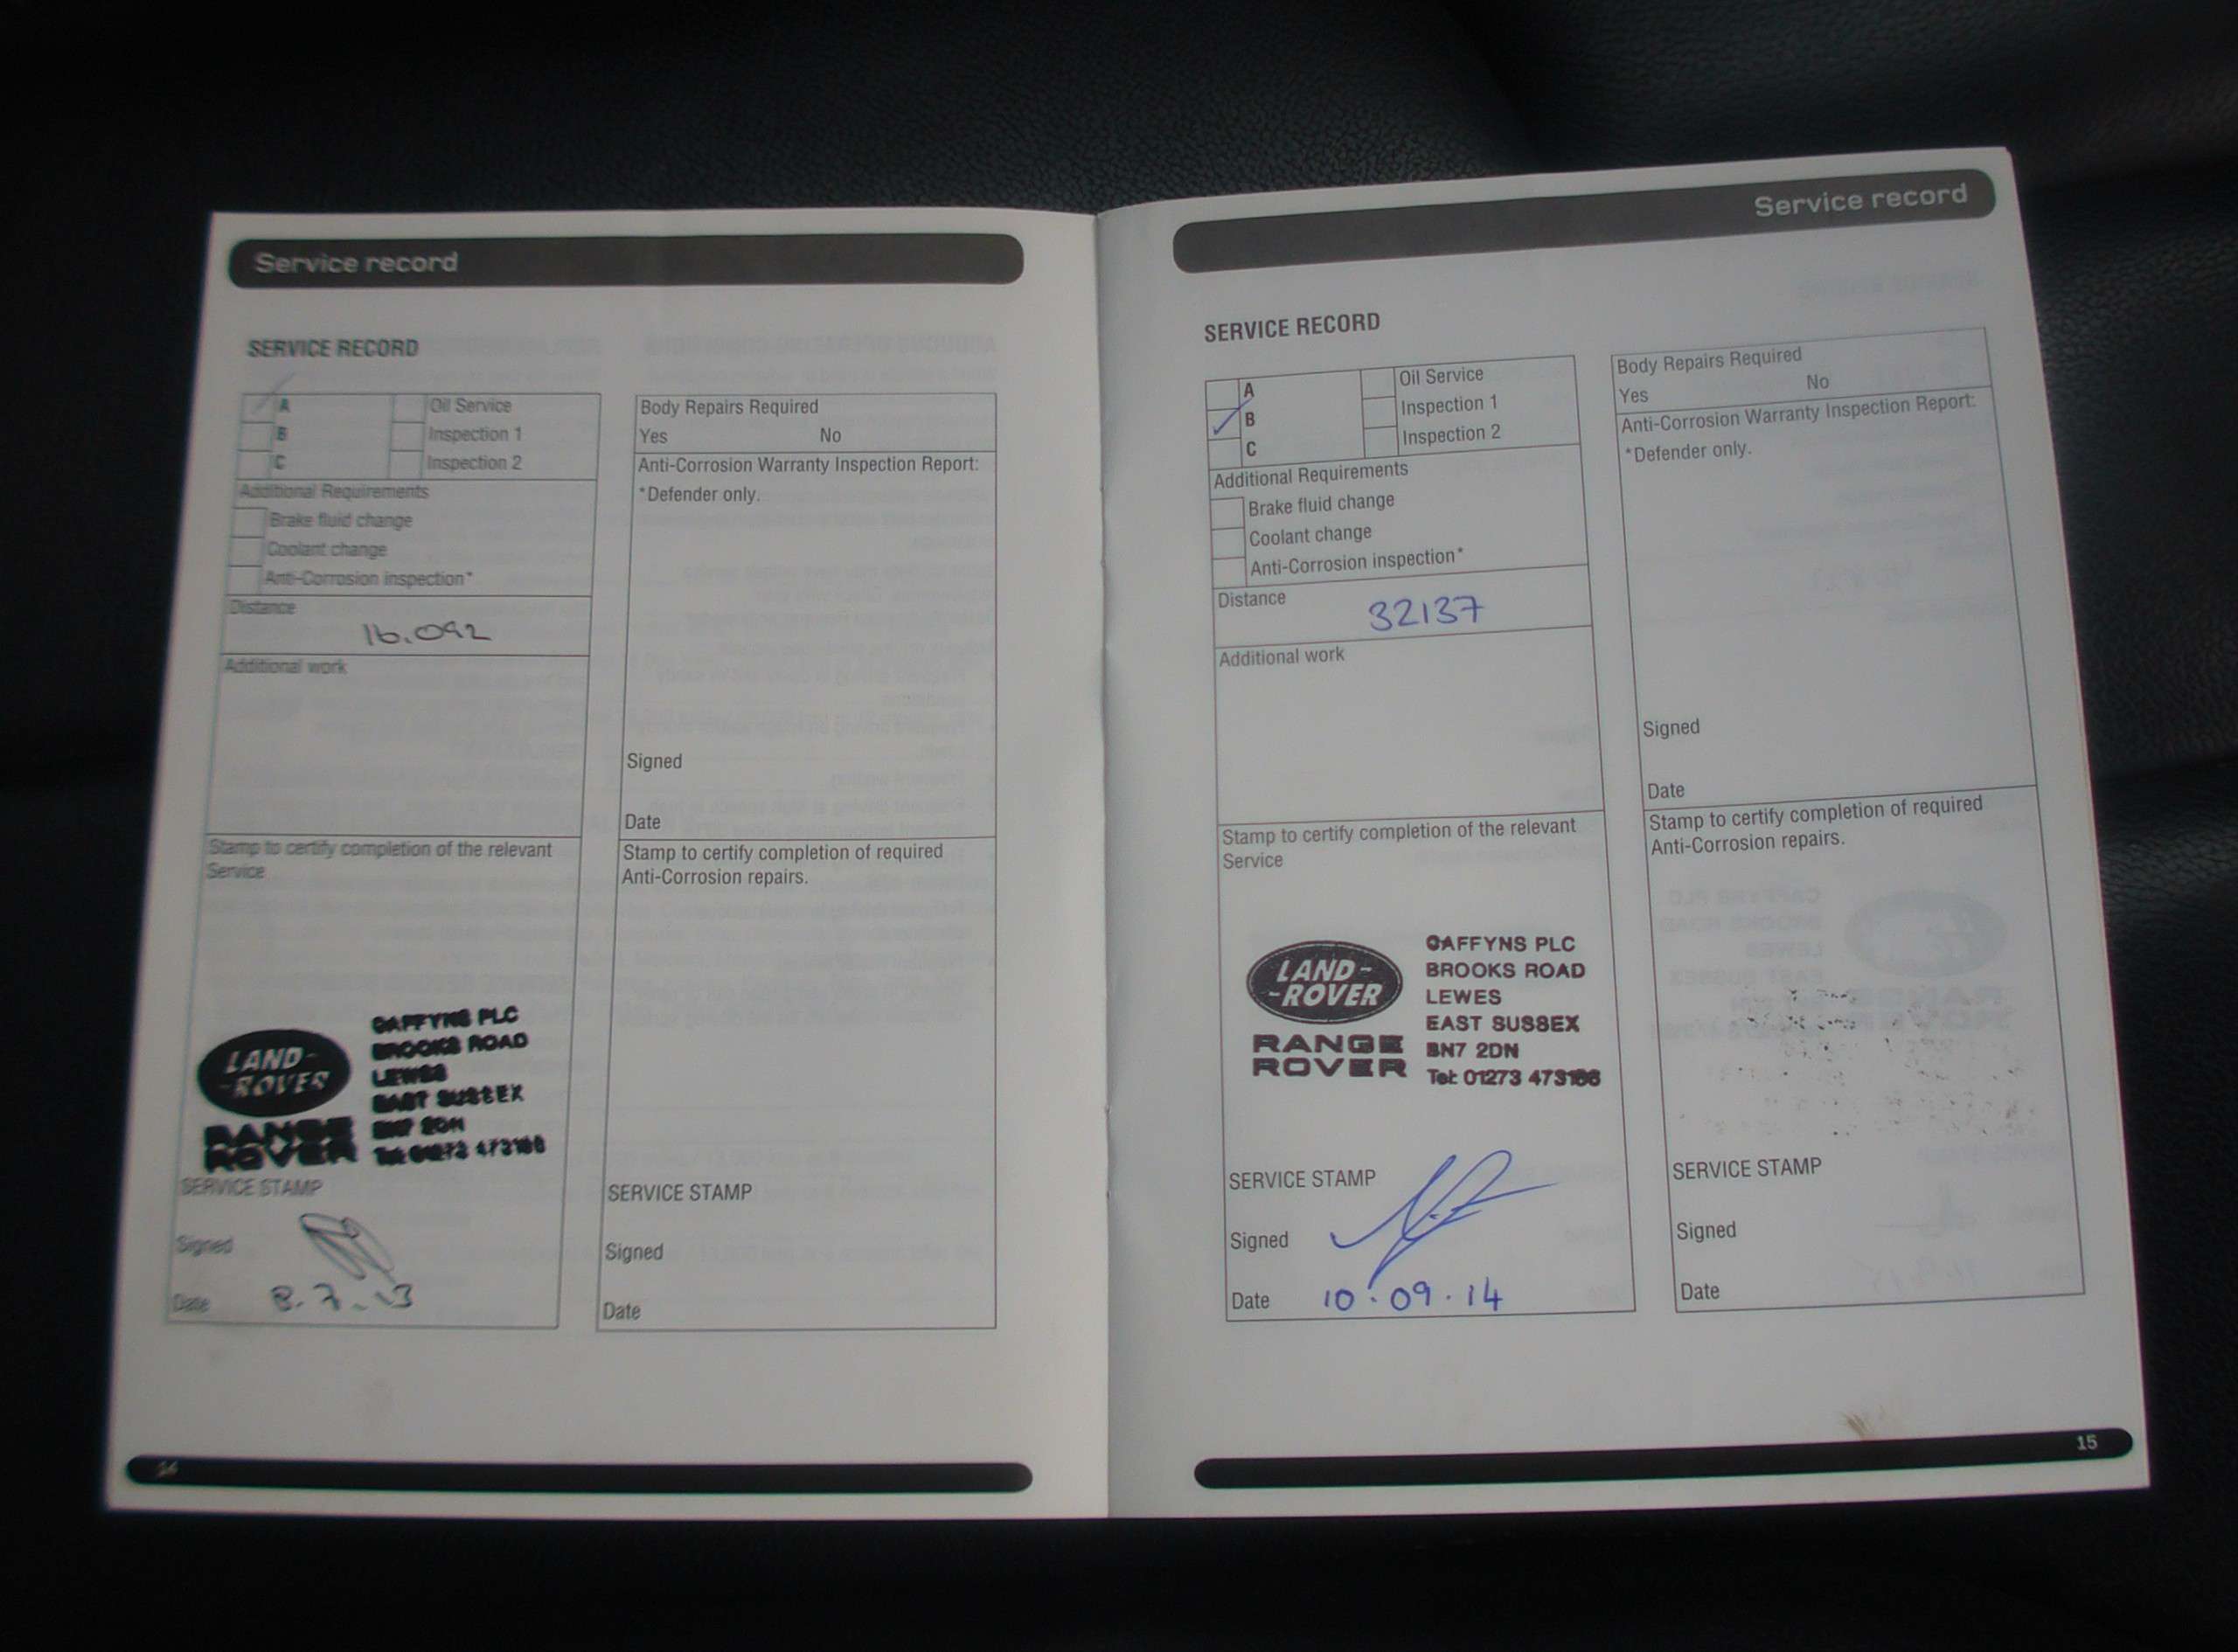 Service record
SERVICE RECORD
A
Oil Service
B
Inspection 1
C
Inspection 2
Additional Requirements
Brake fluid change
Coolant change
Anti-Corrosion inspection*
Distance
16.092
Additional work
Stamp to certify completion of the relevant
Service
LAND-
-ROVER
RANGE
ROVER
CAFFYNS PLC
BROOKS ROAD
LEWES
EAST SUSSEX
BN7 2DN
Tel: 01273 473186
SERVICE STAMP
Signed
Date 8.7.13
Body Repairs Required
Yes No
Anti-Corrosion Warranty Inspection Report:
*Defender only.
Signed
Date
Stamp to certify completion of required
Anti-Corrosion repairs.
SERVICE STAMP
Signed
Date
14
Service record
SERVICE RECORD
A
Oil Service
B
Inspection 1
C
Inspection 2
Additional Requirements
Brake fluid change
Coolant change
Anti-Corrosion inspection*
Distance
32137
Additional work
Stamp to certify completion of the relevant
Service
LAND-
-ROVER
RANGE
ROVER
CAFFYNS PLC
BROOKS ROAD
LEWES
EAST SUSSEX
BN7 2DN
Tel: 01273 473186
SERVICE STAMP
Signed
Date 10.09.14
Body Repairs Required
Yes No
Anti-Corrosion Warranty Inspection Report:
*Defender only.
Signed
Date
Stamp to certify completion of required
Anti-Corrosion repairs.
SERVICE STAMP
Signed
Date
15